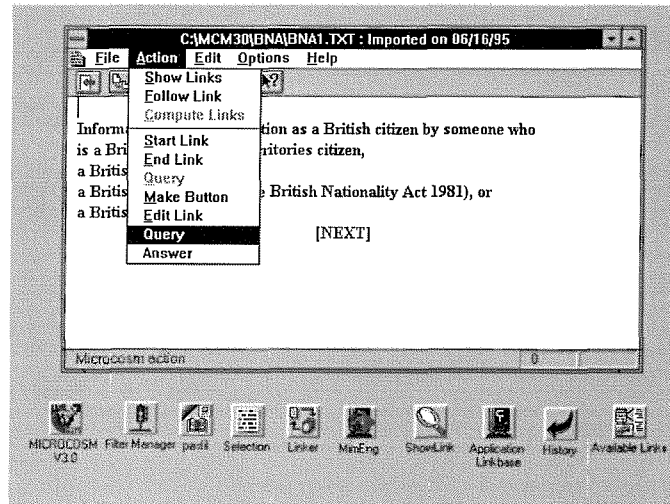 C:\MCM30\BNA\BNA1.TXT : Imported on 06/16/95
File Action Edit Options Help
Show Links
Follow Link
Compute Links
Start Link
End Link
Query
Make Button
Edit Link
Query
Answer
Inform tion as a British citizen by someone who
is a Bri ritories citizen,
a Britis
a Britis e British Nationality Act 1981), or
a Britis
[NEXT]
Microcosm action 0
MICROCOSM V3.0
Filter Manager
Selection
Linker
MimEng
ShowLink
Application Linkbase
History
Available Links